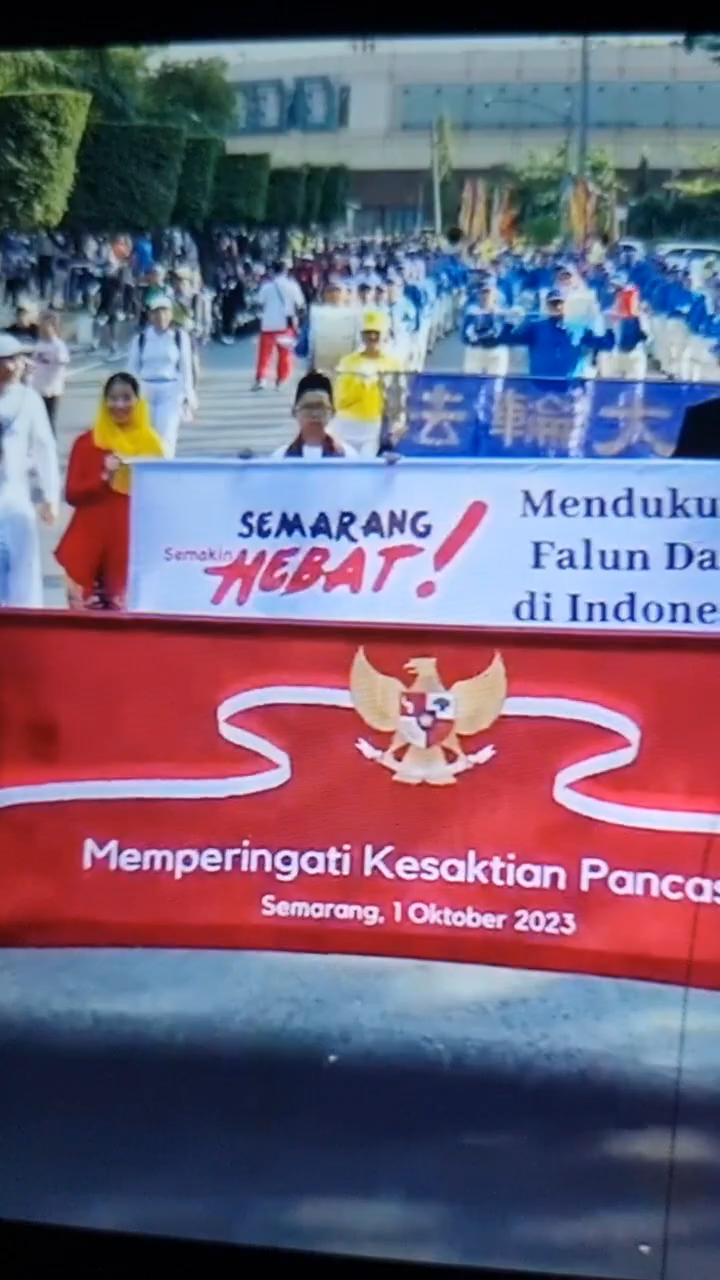 法輪大
SEMARANG
Semakin HEBAT!
Menduku
Falun Da
di Indone
Memperingati Kesaktian Pancas
Semarang, 1 Oktober 2023